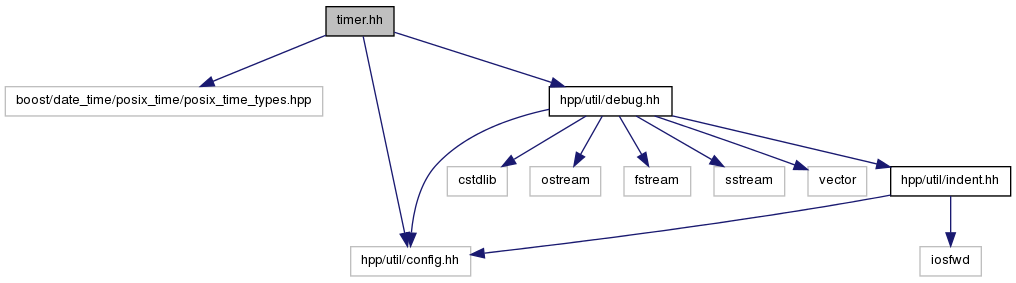 timer.hh
boost/date_time/posix_time/posix_time_types.hpp
hpp/util/debug.hh
cstdlib
ostream
fstream
sstream
vector
hpp/util/indent.hh
hpp/util/config.hh
iosfwd